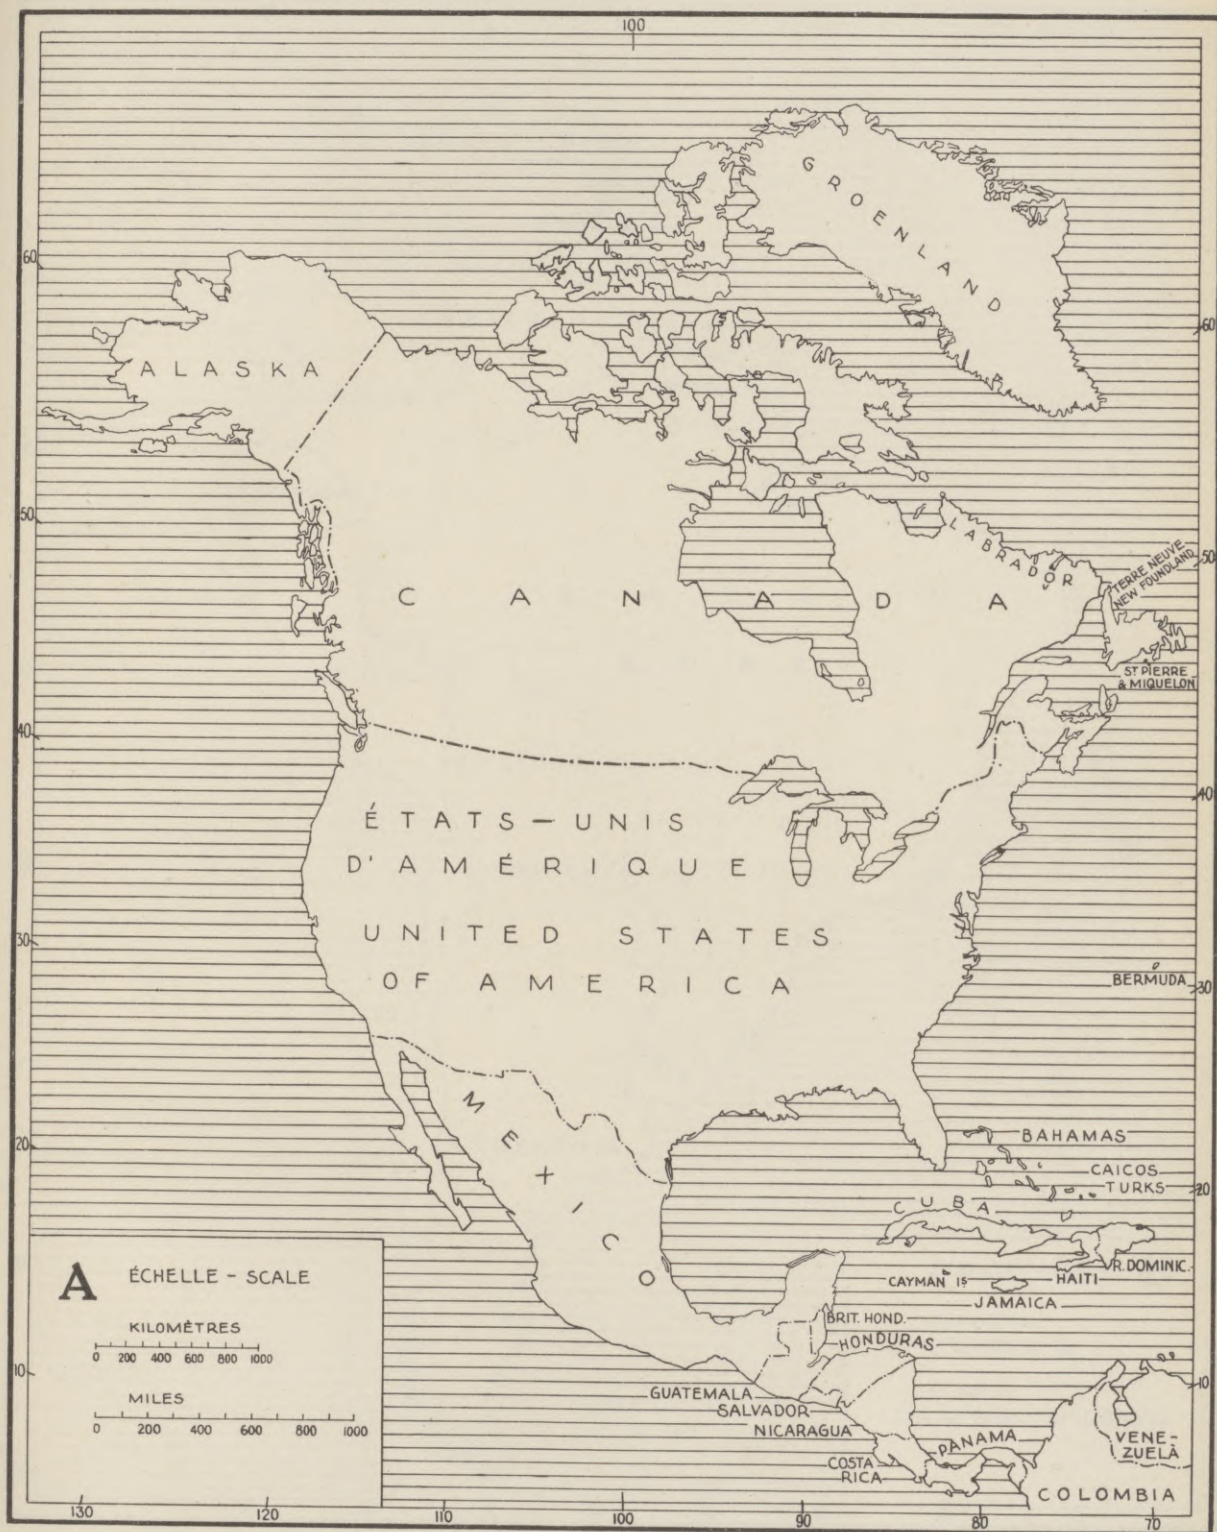 100
GROENLAND
60
60
ALASKA
LABRADOR
50
50
TERRE NEUVE
NEW FOUNDLAND
CANADA
ST PIERRE
& MIQUELON
40
40
ÉTATS-UNIS
D'AMÉRIQUE
UNITED STATES
OF AMERICA
30
BERMUDA
30
MEXICO
20
BAHAMAS
CAICOS
TURKS
20
CUBA
R. DOMINIC.
HAITI
CAYMAN IS
JAMAICA
A
ÉCHELLE - SCALE
KILOMÈTRES
0 200 400 600 800 1000
MILES
0 200 400 600 800 1000
BRIT. HOND.
HONDURAS
10
10
GUATEMALA
SALVADOR
NICARAGUA
COSTA
RICA
PANAMA
VENE-
ZUELÀ
COLOMBIA
130 120 110 100 90 80 70